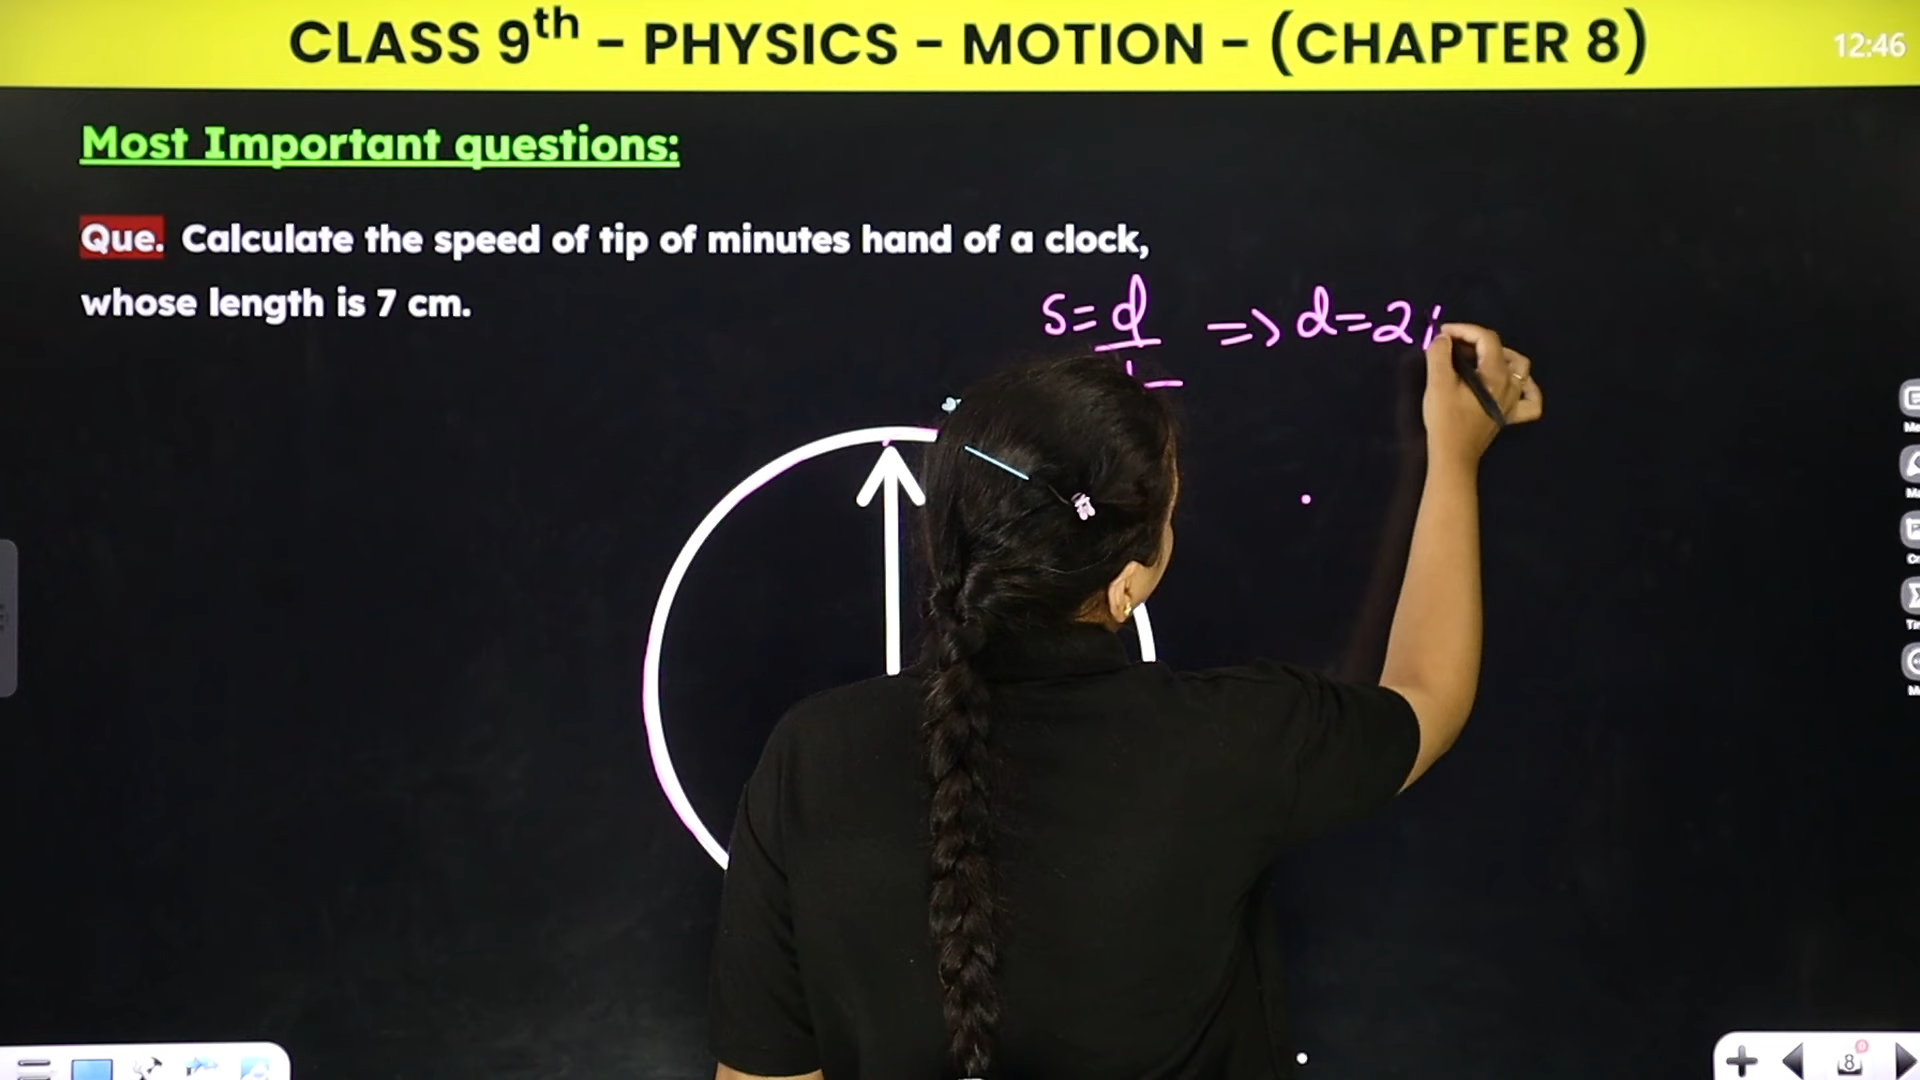 CLASS 9th - PHYSICS - MOTION - (CHAPTER 8)
12:46
Most Important questions:
Que. Calculate the speed of tip of minutes hand of a clock,
whose length is 7 cm.
S = d => d = 2
8